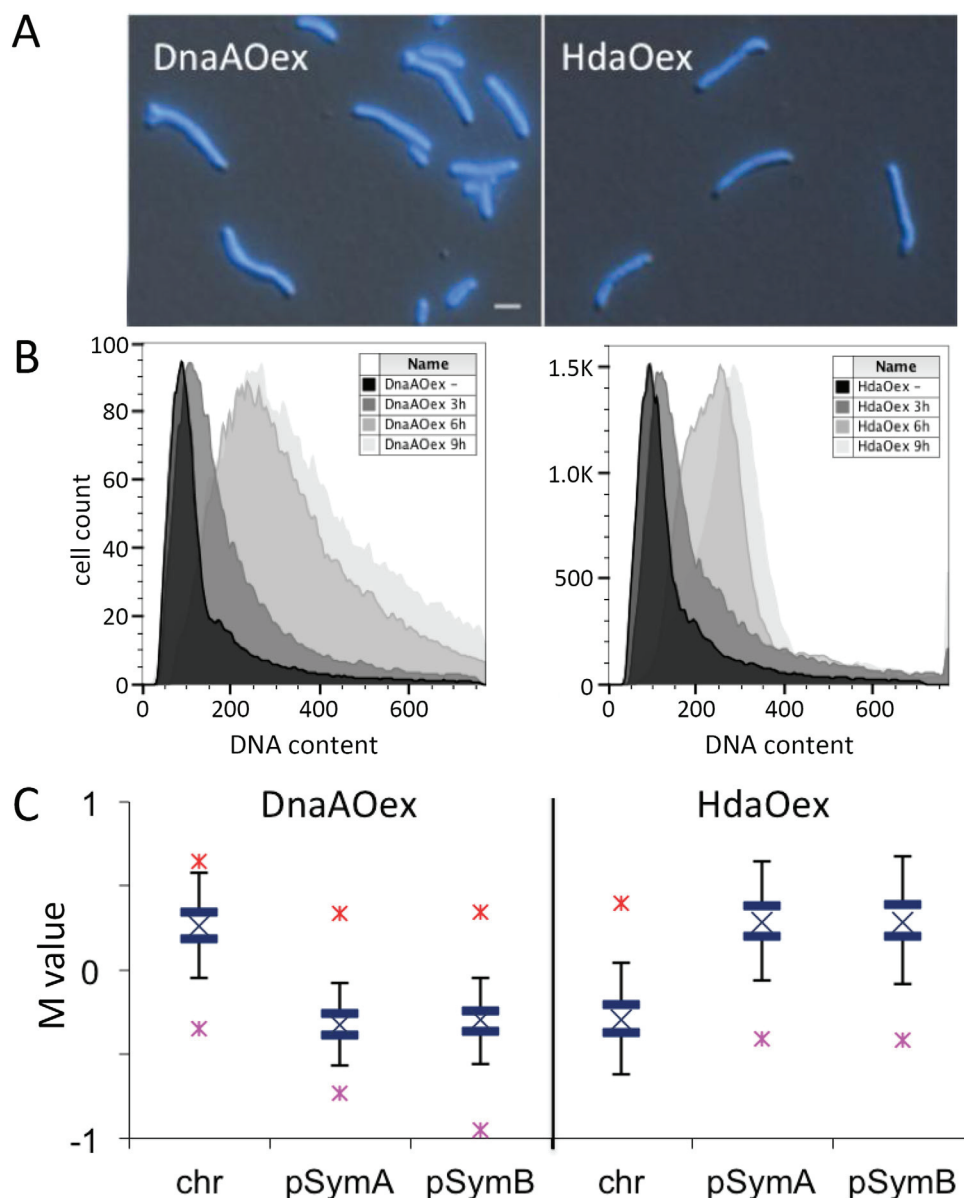 A
DnaAOex
HdaOex
B
100
80
60
40
20
0
cell count
Name
DnaAOex -
DnaAOex 3h
DnaAOex 6h
DnaAOex 9h
0 200 400 600
DNA content
1.5K
1.0K
500
0
Name
HdaOex -
HdaOex 3h
HdaOex 6h
HdaOex 9h
0 200 400 600
DNA content
C
DnaAOex
HdaOex
1
0
-1
M value
chr pSymA pSymB chr pSymA pSymB